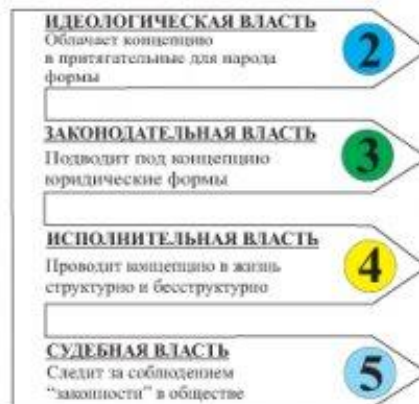 ИДЕОЛОГИЧЕСКАЯ ВЛАСТЬ
Облачает концепцию
в притягательные для народа
формы
2
ЗАКОНОДАТЕЛЬНАЯ ВЛАСТЬ
Подводит под концепцию
юридические формы
3
ИСПОЛНИТЕЛЬНАЯ ВЛАСТЬ
Проводит концепцию в жизнь
структурно и бесструктурно
4
СУДЕБНАЯ ВЛАСТЬ
Следит за соблюдением
"законности" в обществе
5